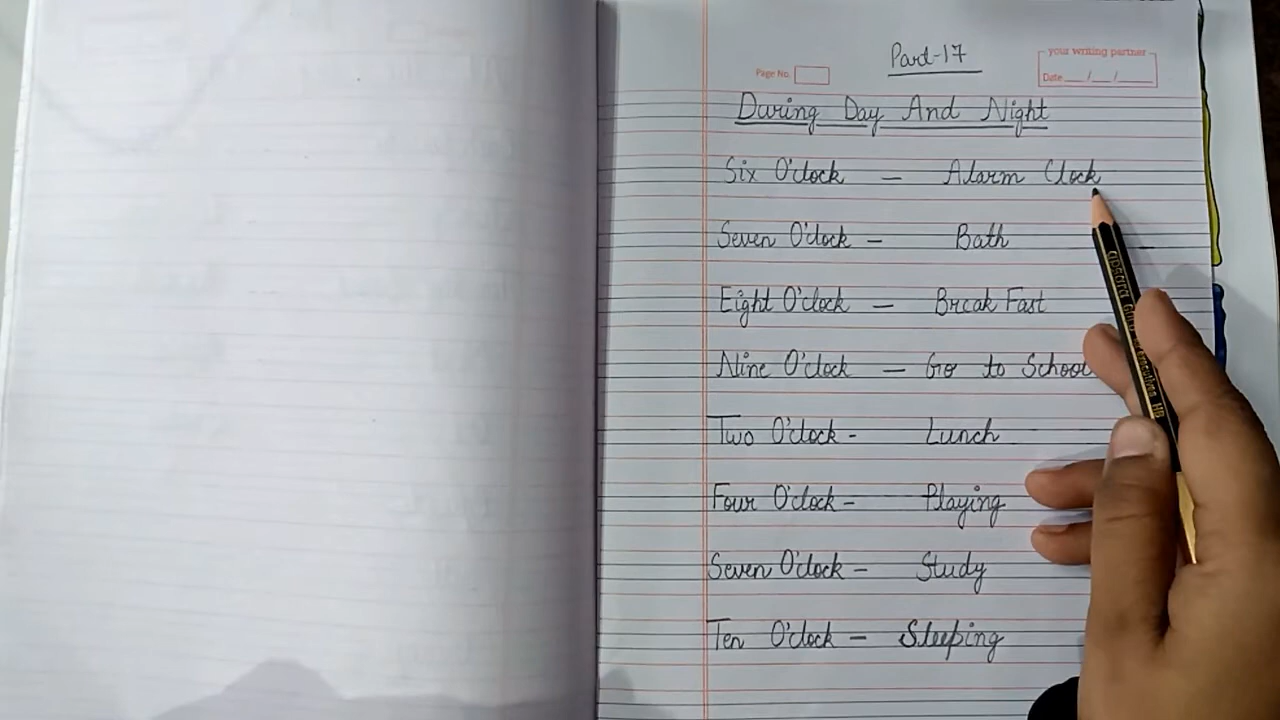 Part-17
your writing partner
Page No.
Date / /
During Day And Night
Six O'clock – Alarm Clock
Seven O'clock – Bath
Eight O'clock – Break Fast
Nine O'clock – Go to School
Two O'clock - Lunch
Four O'clock – Playing
Seven O'clock – Study
Ten O'clock – Sleeping
apsara
HB